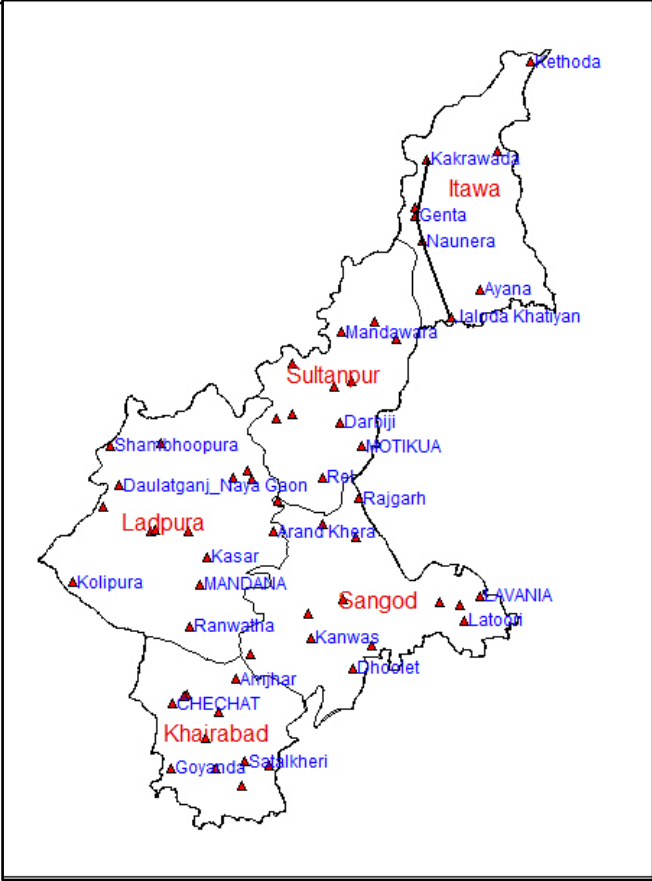 Kethoda
Kakrawada
Itawa
Genta
Naunera
Ayana
Jaloda Khatiyan
Mandawara
Sultanpur
Darbiji
MOTIKUA
Shambhoopura
Rot
Daulatganj_Naya Gaon
Rajgarh
Ladpura
Arand Khera
Kasar
Kolipura
MANDANA
LAVANIA
Sangod
Latoori
Ranwatha
Kanwas
Dhoolet
Amjhar
CHECHAT
Khairabad
Satalkheri
Goyanda